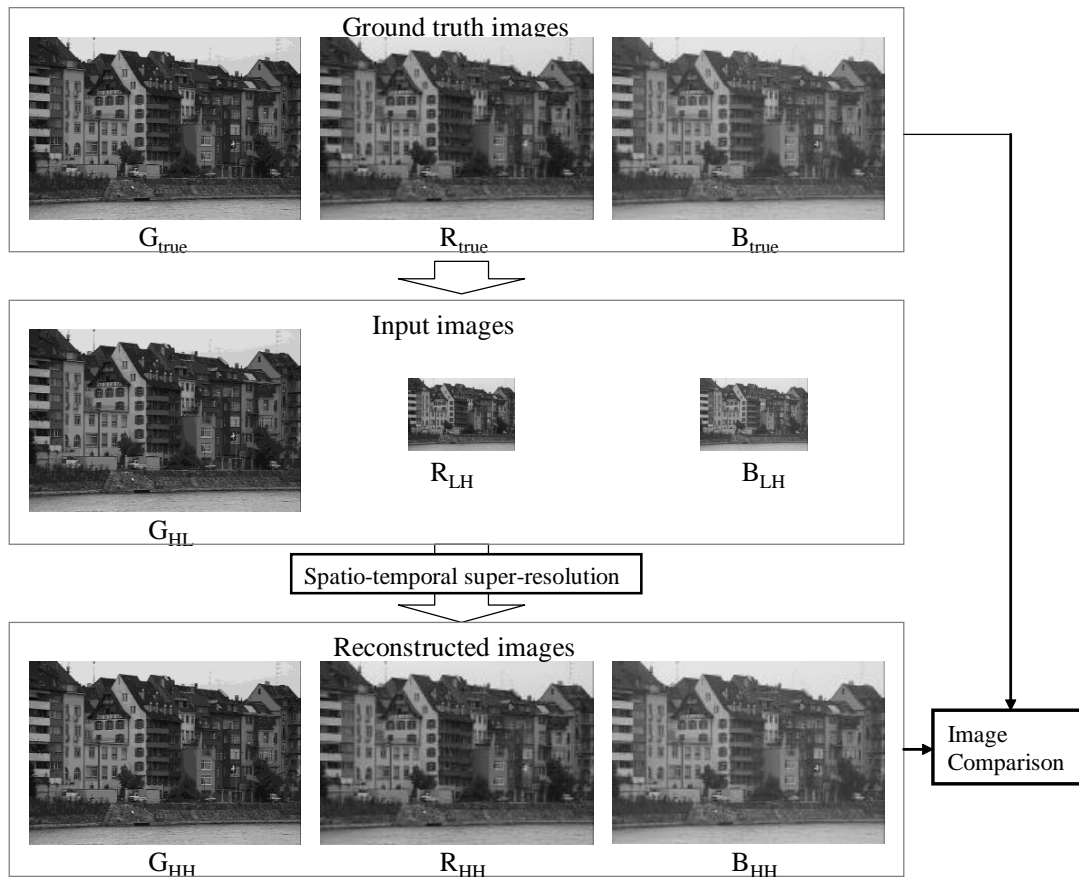 Ground truth images
G_true
R_true
B_true
Input images
G_HL
R_LH
B_LH
Spatio-temporal super-resolution
Reconstructed images
G_HH
R_HH
B_HH
Image
Comparison